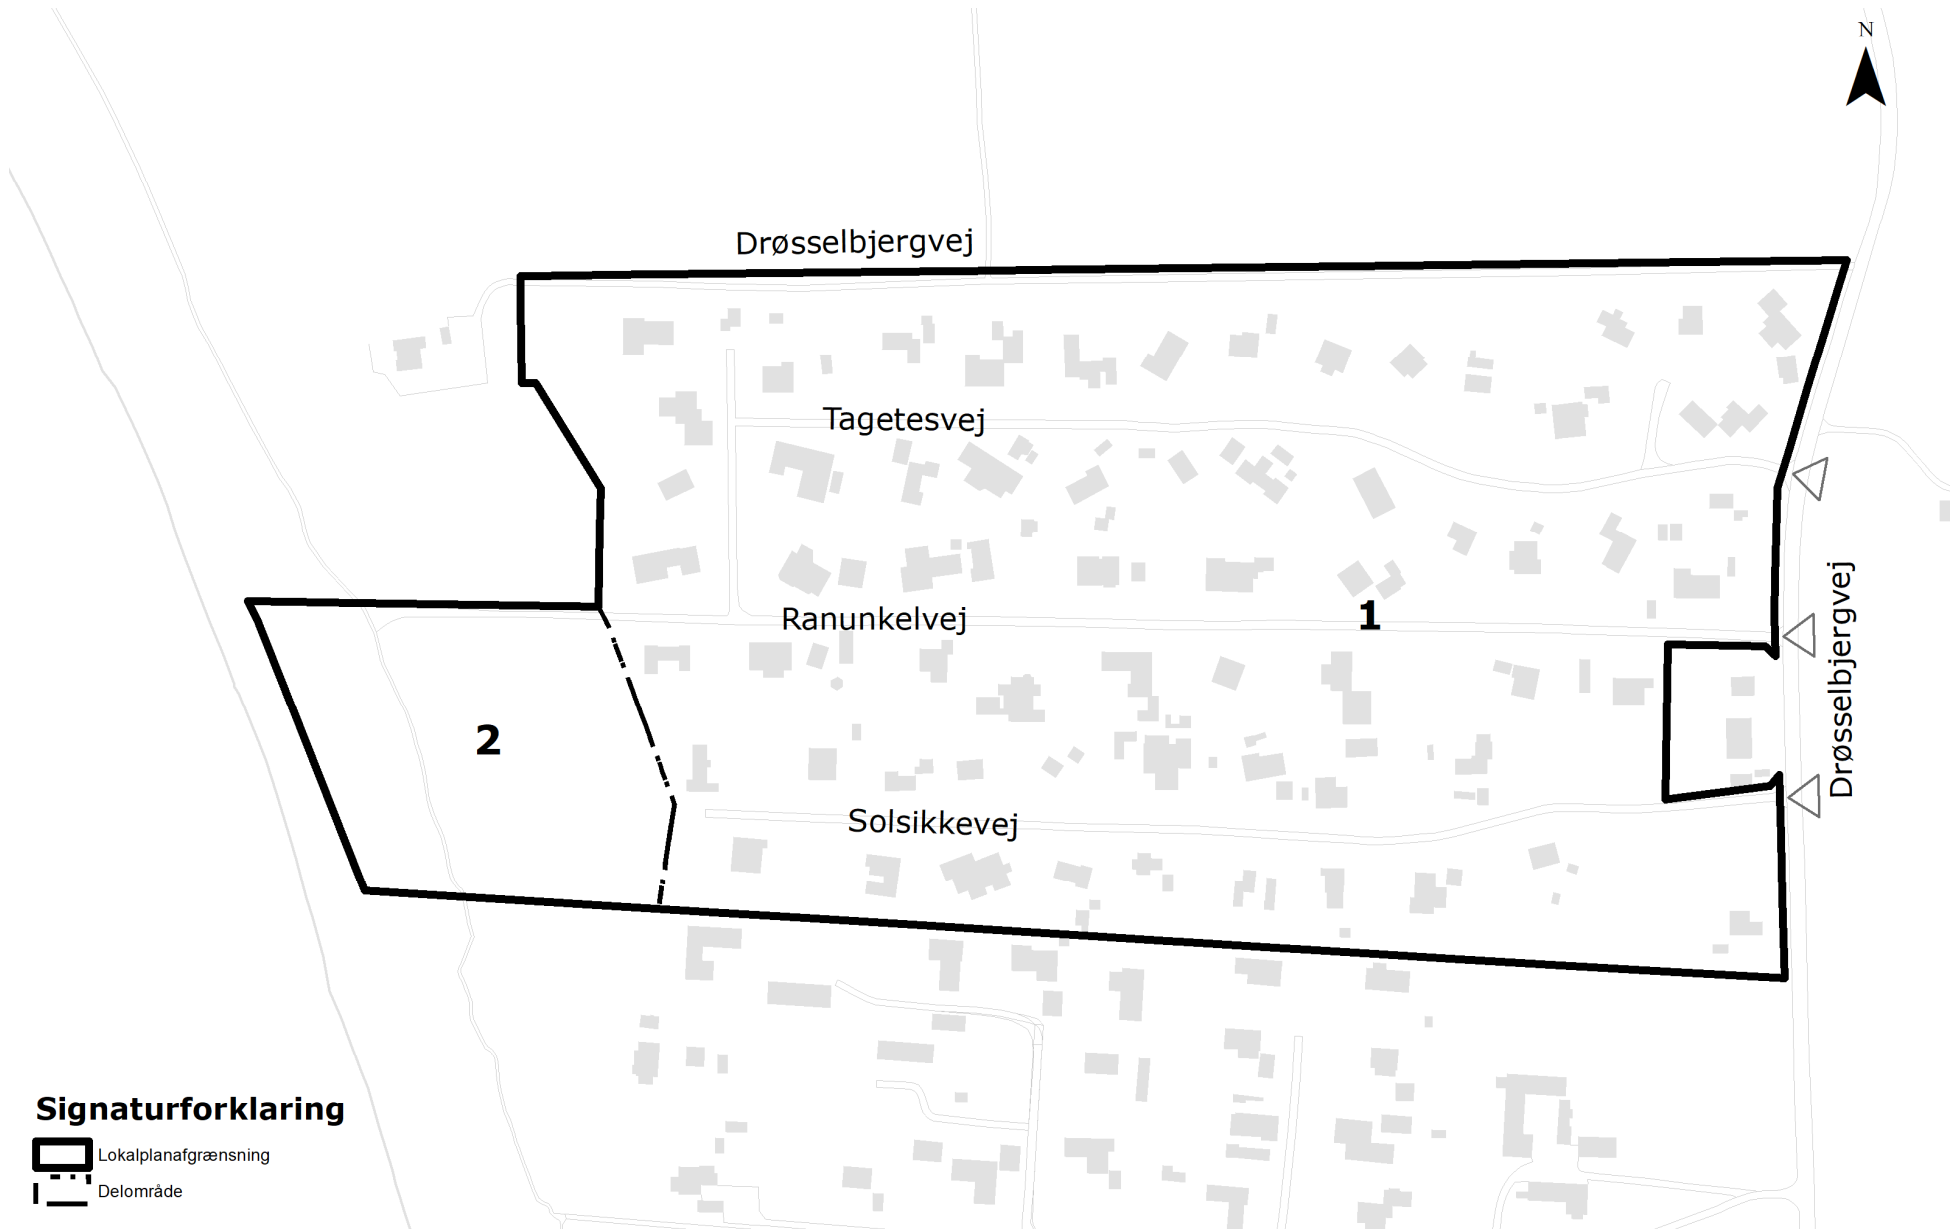 N
Drøsselbjergvej
Tagetesvej
Ranunkelvej
1
Drøsselbjergvej
2
Solsikkevej
Signaturforklaring
Lokalplanafgrænsning
Delområde